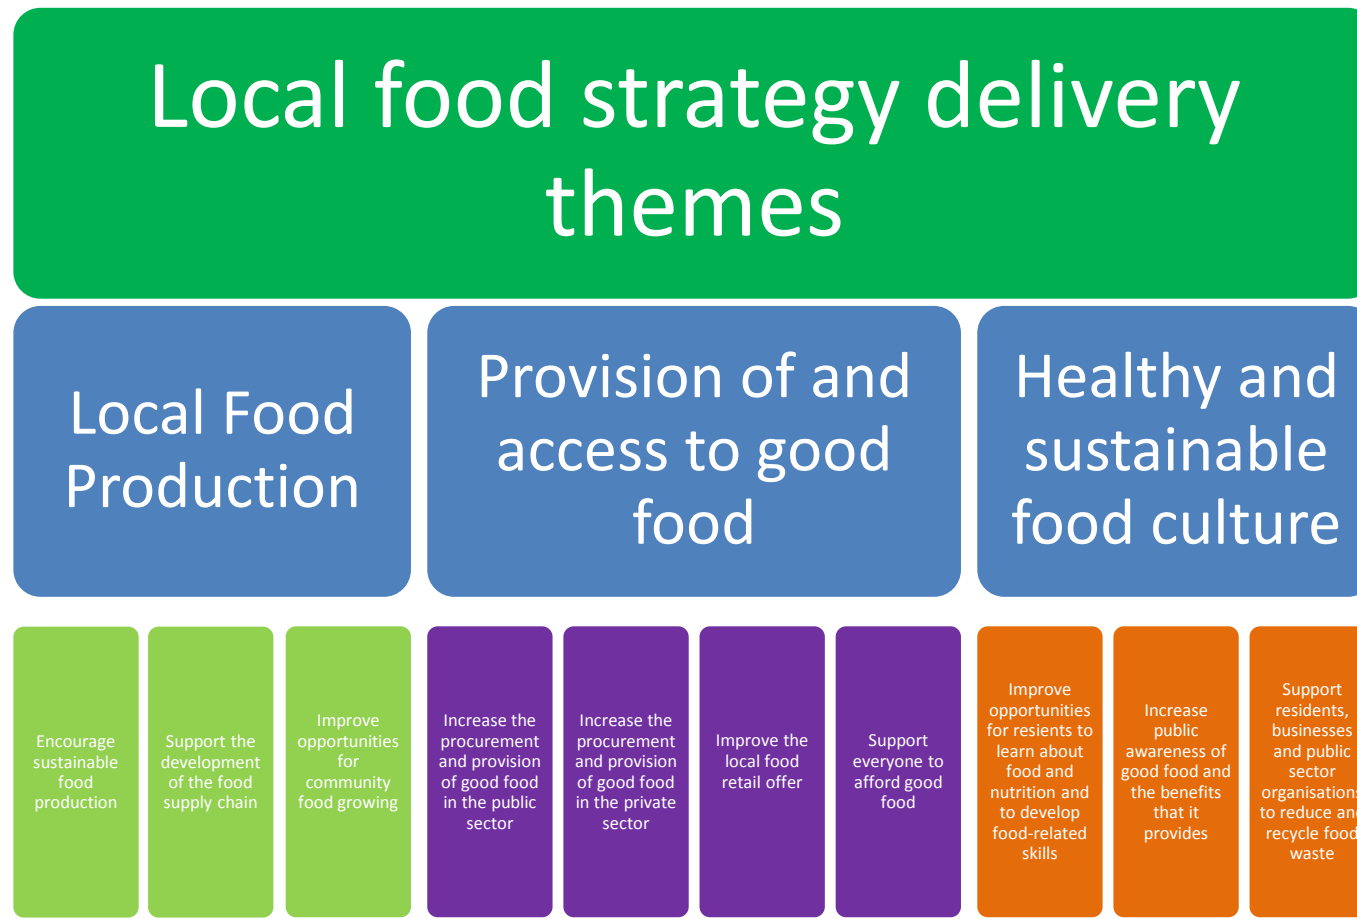 Local food strategy delivery
themes
Local Food
Production
Provision of and
access to good
food
Healthy and
sustainable
food culture
Encourage
sustainable
food
production
Support the
development
of the food
supply chain
Improve
opportunities
for
community
food growing
Increase the
procurement
and provision
of good food
in the public
sector
Increase the
procurement
and provision
of good food
in the private
sector
Improve the
local food
retail offer
Support
everyone to
afford good
food
Improve
opportunities
for resients to
learn about
food and
nutrition and
to develop
food-related
skills
Increase
public
awareness of
good food and
the benefits
that it
provides
Support
residents,
businesses
and public
sector
organisations
to reduce and
recycle food
waste